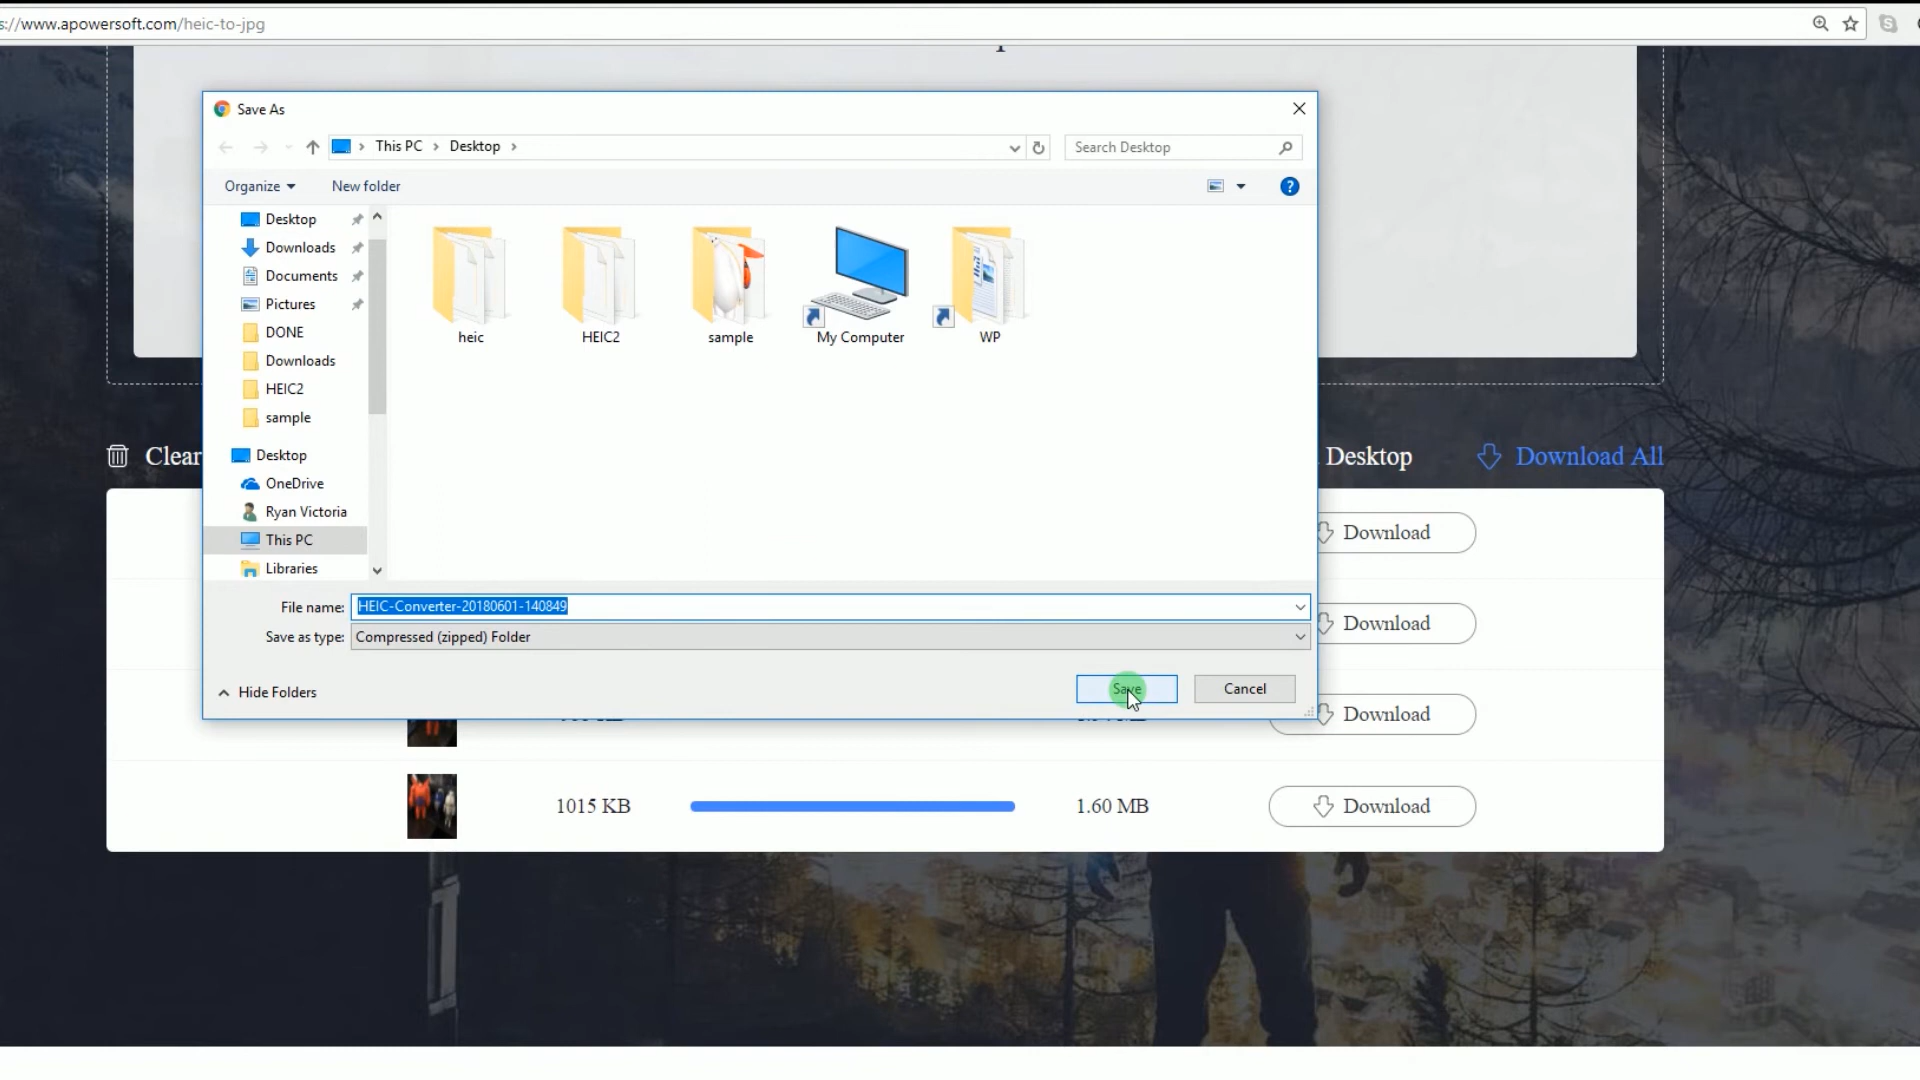 s://www.apowersoft.com/heic-to-jpg
Save As
This PC › Desktop ›
Search Desktop
Organize
New folder
Desktop
Downloads
Documents
Pictures
DONE
Downloads
HEIC2
sample
Desktop
OneDrive
Ryan Victoria
This PC
Libraries
heic
HEIC2
sample
My Computer
WP
File name: HEIC-Converter-20180601-140849
Save as type: Compressed (zipped) Folder
Hide Folders
Save
Cancel
Clear
Desktop
Download All
Download
Download
Download
1015 KB
1.60 MB
Download